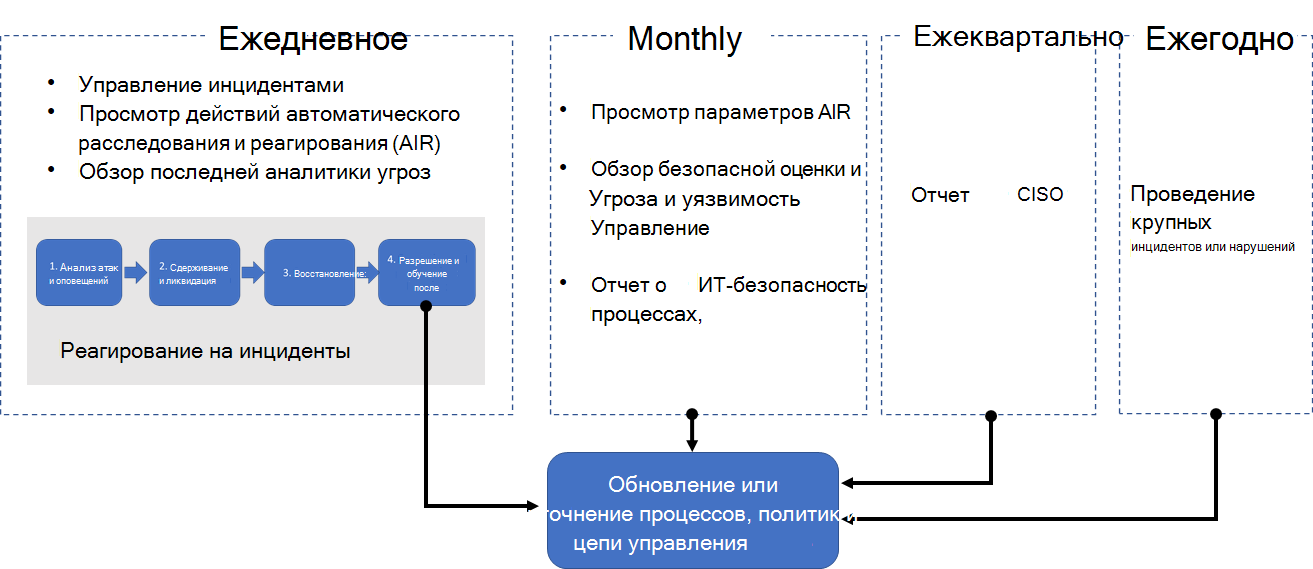 Ежедневное
Управление инцидентами
Просмотр действий автоматического
расследования и реагирования (AIR)
Обзор последней аналитики угроз
1. Анализ атак
и оповещений
2. Сдерживание
и ликвидация
3. Восстановление:
4. Разрешение и
обучение
после
Реагирование на инциденты
Monthly
Просмотр параметров AIR
Обзор безопасной оценки и
Угроза и уязвимость
Управление
Отчет о ИТ-безопасность
процессах,
Ежеквартально
Отчет CISO
Ежегодно
Проведение
крупных
инцидентов или нарушений
Обновление или
точнение процессов, политик и
цепи управления